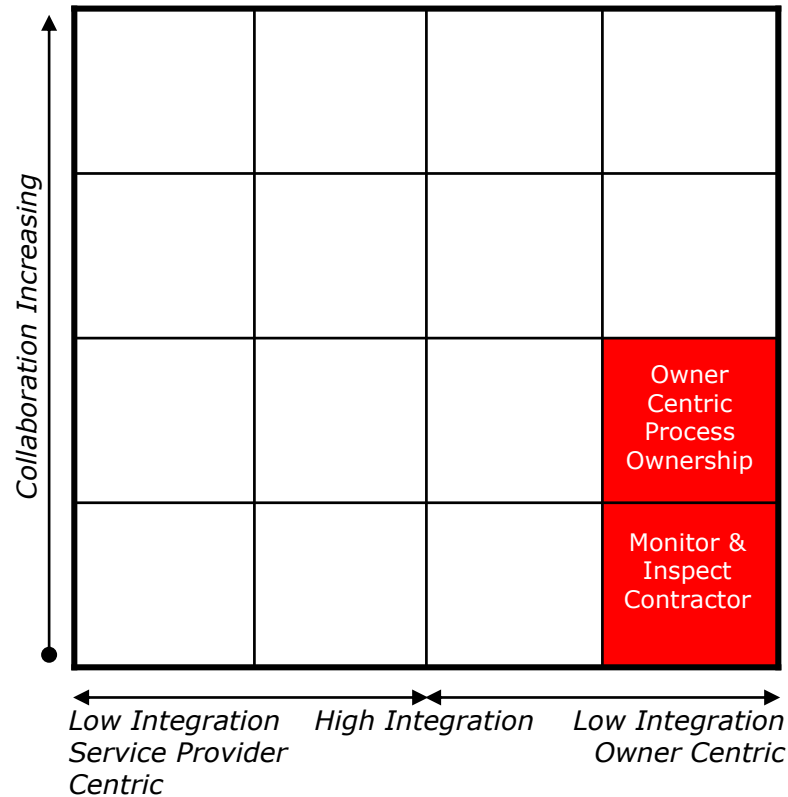 Collaboration Increasing
Owner
Centric
Process
Ownership
Monitor &
Inspect
Contractor
Low Integration
Service Provider
Centric
High Integration
Low Integration
Owner Centric